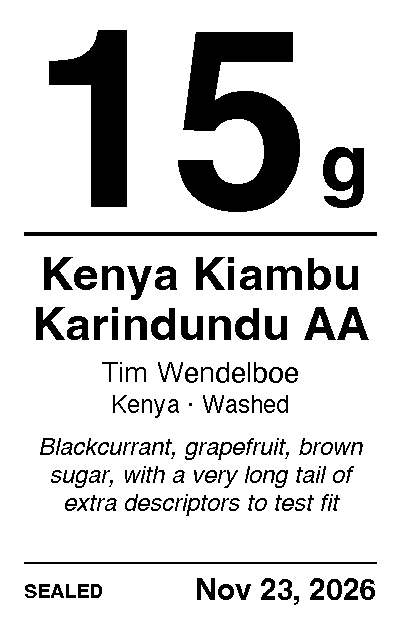 15 g
Kenya Kiambu
Karindundu AA
Tim Wendelboe
Kenya · Washed
Blackcurrant, grapefruit, brown
sugar, with a very long tail of
extra descriptors to test fit
SEALED Nov 23, 2026